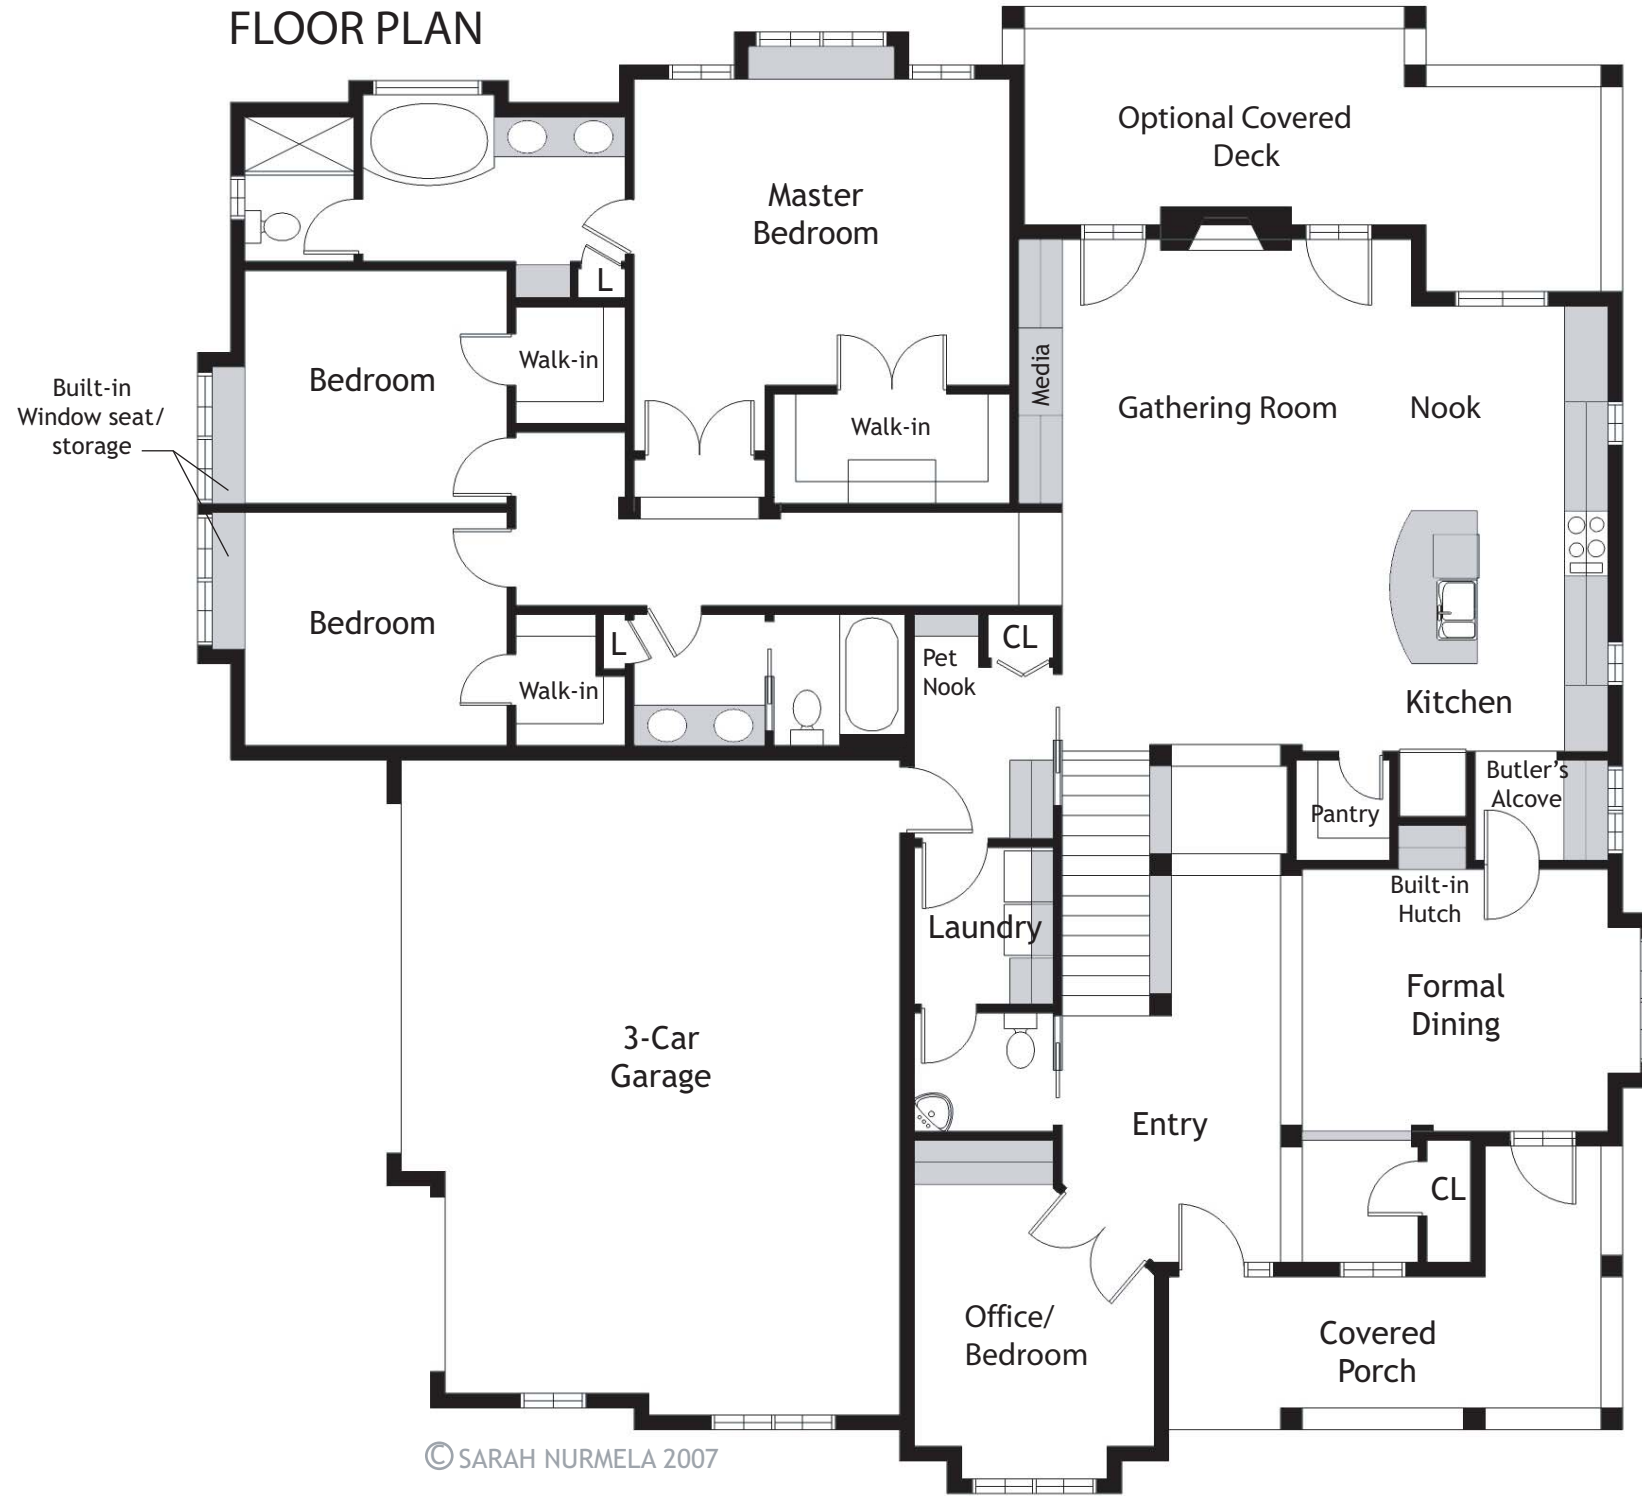 FLOOR PLAN
Optional Covered
Deck
Master
Bedroom
L
Walk-in
Bedroom
Built-in
Window seat/
storage
Media
Gathering Room
Nook
Walk-in
Bedroom
L
Walk-in
Pet
Nook
CL
Kitchen
Butler's
Alcove
Pantry
Built-in
Hutch
Laundry
Formal
Dining
3-Car
Garage
Entry
CL
Office/
Bedroom
Covered
Porch
© SARAH NURMELA 2007